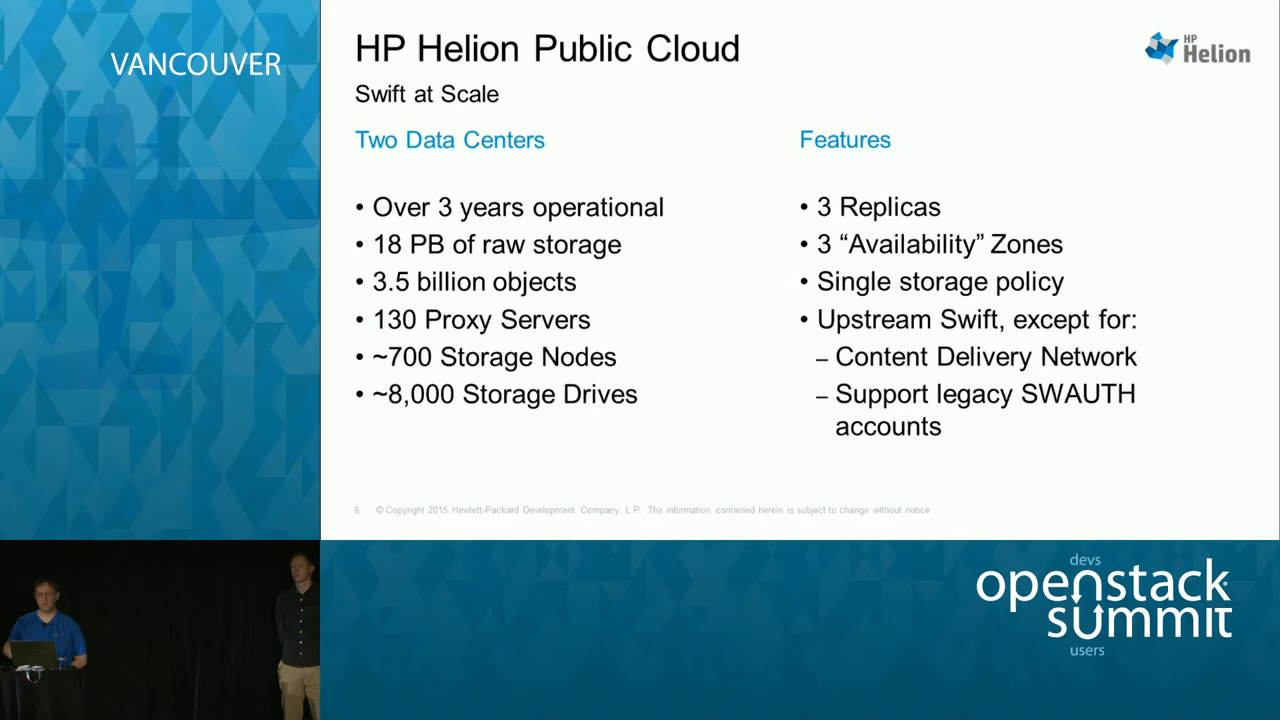 VANCOUVER
HP Helion Public Cloud
HP
Helion
Swift at Scale
Two Data Centers
• Over 3 years operational
• 18 PB of raw storage
• 3.5 billion objects
• 130 Proxy Servers
• ~700 Storage Nodes
• ~8,000 Storage Drives
Features
• 3 Replicas
• 3 “Availability” Zones
• Single storage policy
• Upstream Swift, except for:
– Content Delivery Network
– Support legacy SWAUTH
accounts
6 © Copyright 2015 Hewlett-Packard Development Company, L.P. The information contained herein is subject to change without notice.
devs
openstack
summit
users